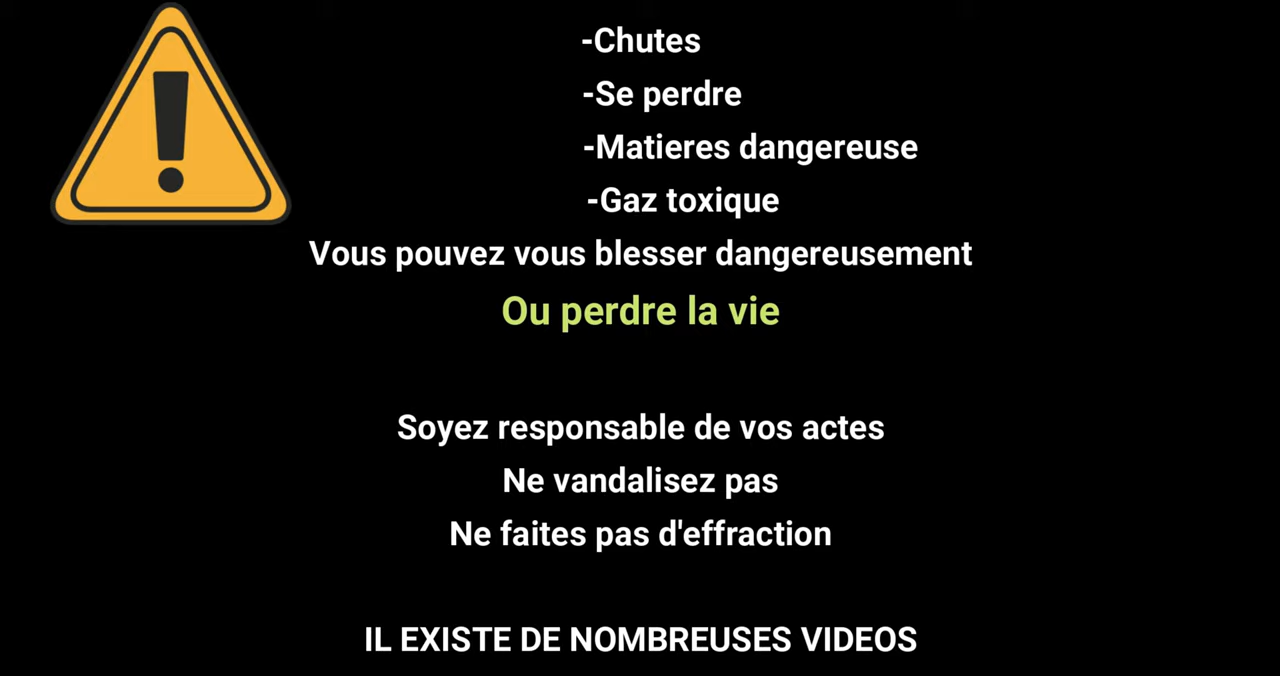 -Chutes
-Se perdre
-Matieres dangereuse
-Gaz toxique
Vous pouvez vous blesser dangereusement
Ou perdre la vie
Soyez responsable de vos actes
Ne vandalisez pas
Ne faites pas d'effraction
IL EXISTE DE NOMBREUSES VIDEOS